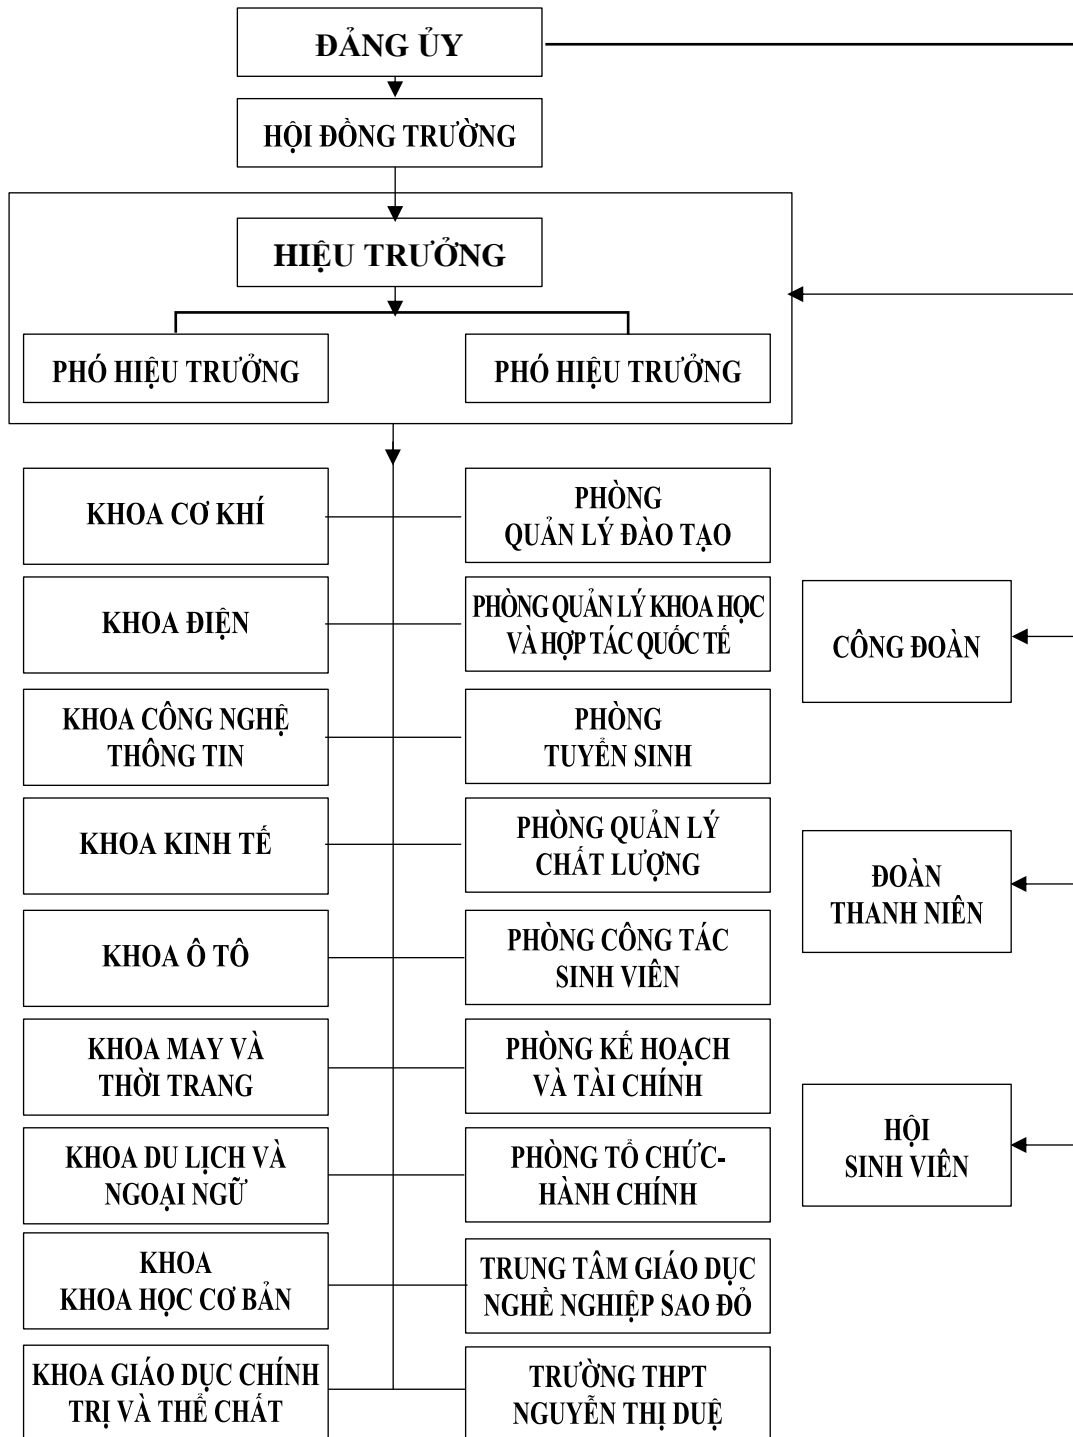 ĐẢNG ỦY
HỘI ĐỒNG TRƯỜNG
HIỆU TRƯỞNG
PHÓ HIỆU TRƯỞNG
PHÓ HIỆU TRƯỞNG
KHOA CƠ KHÍ
PHÒNG
QUẢN LÝ ĐÀO TẠO
KHOA ĐIỆN
PHÒNG QUẢN LÝ KHOA HỌC
VÀ HỢP TÁC QUỐC TẾ
CÔNG ĐOÀN
KHOA CÔNG NGHỆ
THÔNG TIN
PHÒNG
TUYỂN SINH
KHOA KINH TẾ
PHÒNG QUẢN LÝ
CHẤT LƯỢNG
ĐOÀN
THANH NIÊN
KHOA Ô TÔ
PHÒNG CÔNG TÁC
SINH VIÊN
KHOA MAY VÀ
THỜI TRANG
PHÒNG KẾ HOẠCH
VÀ TÀI CHÍNH
HỘI
SINH VIÊN
KHOA DU LỊCH VÀ
NGOẠI NGỮ
PHÒNG TỔ CHỨC-
HÀNH CHÍNH
KHOA
KHOA HỌC CƠ BẢN
TRUNG TÂM GIÁO DỤC
NGHỀ NGHIỆP SAO ĐỎ
KHOA GIÁO DỤC CHÍNH
TRỊ VÀ THỂ CHẤT
TRƯỜNG THPT
NGUYỄN THỊ DUỆ